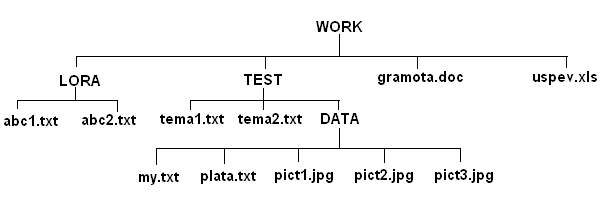 WORK
LORA TEST gramota.doc uspev.xls
abc1.txt abc2.txt tema1.txt tema2.txt DATA
my.txt plata.txt pict1.jpg pict2.jpg pict3.jpg